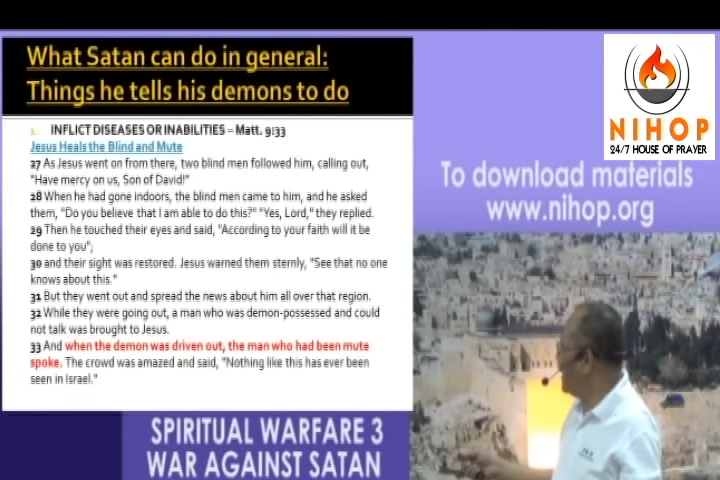 What Satan can do in general:
Things he tells his demons to do
1. INFLICT DISEASES OR INABILITIES – Matt. 9:33
Jesus Heals the Blind and Mute
27 As Jesus went on from there, two blind men followed him, calling out,
"Have mercy on us, Son of David!"
28 When he had gone indoors, the blind men came to him, and he asked
them, "Do you believe that I am able to do this?" "Yes, Lord," they replied.
29 Then he touched their eyes and said, "According to your faith will it be
done to you";
30 and their sight was restored. Jesus warned them sternly, "See that no one
knows about this."
31 But they went out and spread the news about him all over that region.
32 While they were going out, a man who was demon-possessed and could
not talk was brought to Jesus.
33 And when the demon was driven out, the man who had been mute
spoke. The crowd was amazed and said, "Nothing like this has ever been
seen in Israel."
NIHOP
24/7 HOUSE OF PRAYER
To download materials
www.nihop.org
SPIRITUAL WARFARE 3
WAR AGAINST SATAN